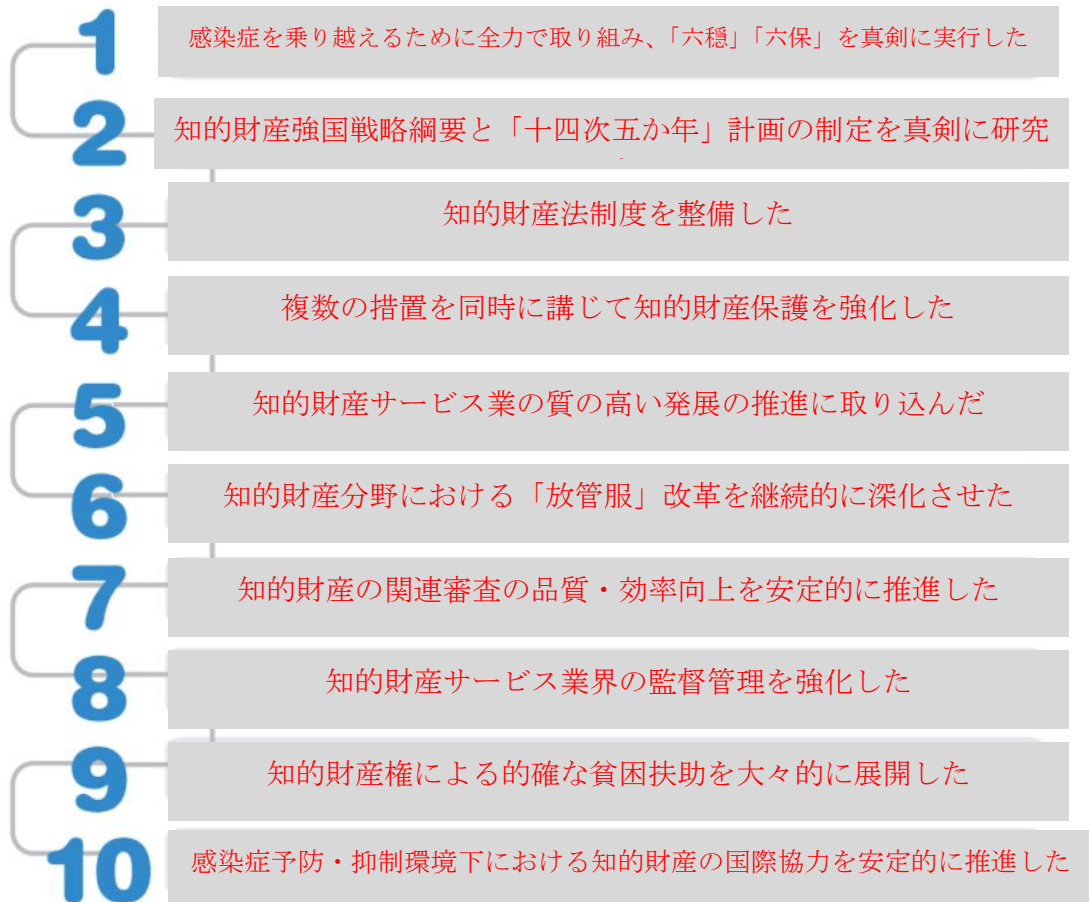 1
感染症を乗り越えるために全力で取り組み、「六穏」「六保」を真剣に実行した
2
知的財産強国戦略綱要と「十四次五か年」計画の制定を真剣に研究
3
知的財産法制度を整備した
4
複数の措置を同時に講じて知的財産保護を強化した
5
知的財産サービス業の質の高い発展の推進に取り込んだ
6
知的財産分野における「放管服」改革を継続的に深化させた
7
知的財産の関連審査の品質・効率向上を安定的に推進した
8
知的財産サービス業界の監督管理を強化した
9
知的財産権による的確な貧困扶助を大々的に展開した
10
感染症予防・抑制環境下における知的財産の国際協力を安定的に推進した